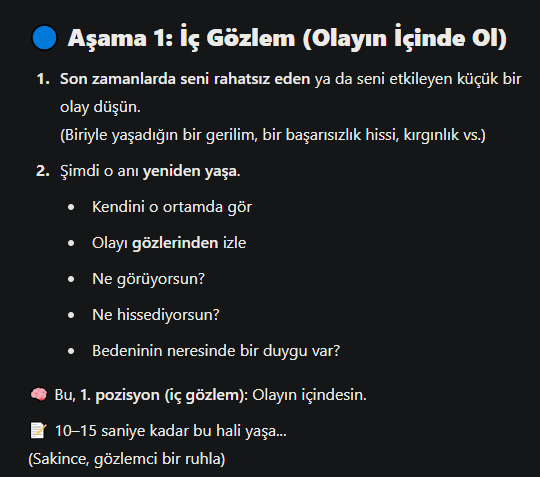 🔵 Aşama 1: İç Gözlem (Olayın İçinde Ol)
1. Son zamanlarda seni rahatsız eden ya da seni etkileyen küçük bir
olay düşün.
(Biriyle yaşadığın bir gerilim, bir başarısızlık hissi, kırgınlık vs.)
2. Şimdi o anı yeniden yaşa.
• Kendini o ortamda gör
• Olayı gözlerinden izle
• Ne görüyorsun?
• Ne hissediyorsun?
• Bedeninin neresinde bir duygu var?
🧠 Bu, 1. pozisyon (iç gözlem): Olayın içindesin.
📝 10–15 saniye kadar bu hali yaşa...
(Sakince, gözlemci bir ruhla)